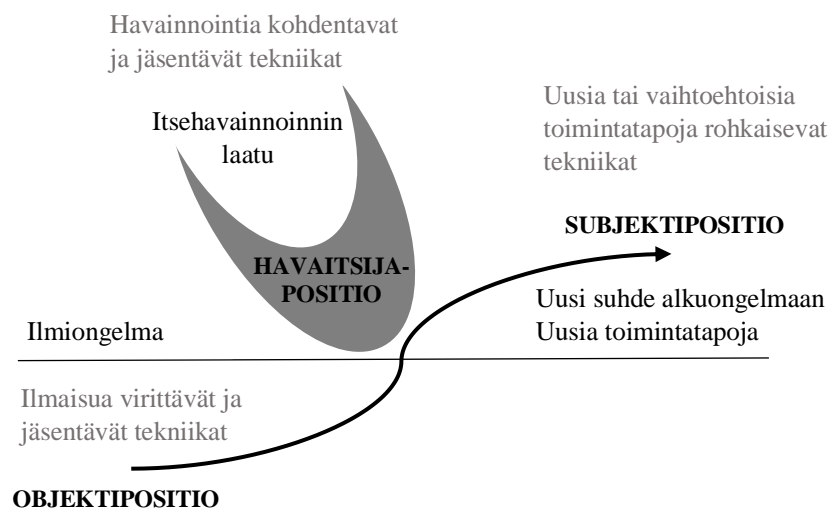 Havainnointia kohdentavat
ja jäsentävät tekniikat
Itsehavainnoinnin
laatu
Uusia tai vaihtoehtoisia
toimintatapoja rohkaisevat
tekniikat
SUBJEKTIPOSITIO
HAVAITSIJA-
POSITIO
Uusi suhde alkuongelmaan
Uusia toimintatapoja
Ilmiongelma
Ilmaisua virittävät ja
jäsentävät tekniikat
OBJEKTIPOSITIO